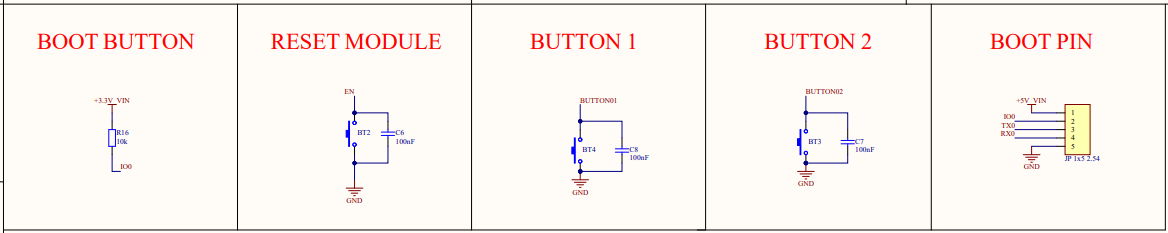 BOOT BUTTON
+3.3V_VIN
R16
10k
IO0
RESET MODULE
EN
BT2
C6
100nF
GND
BUTTON 1
BUTTON01
BT4
C8
100nF
GND
BUTTON 2
BUTTON02
BT3
C7
100nF
GND
BOOT PIN
+5V_VIN
1
IO0
2
TX0
3
RX0
4
5
GND
JP 1x5 2.54